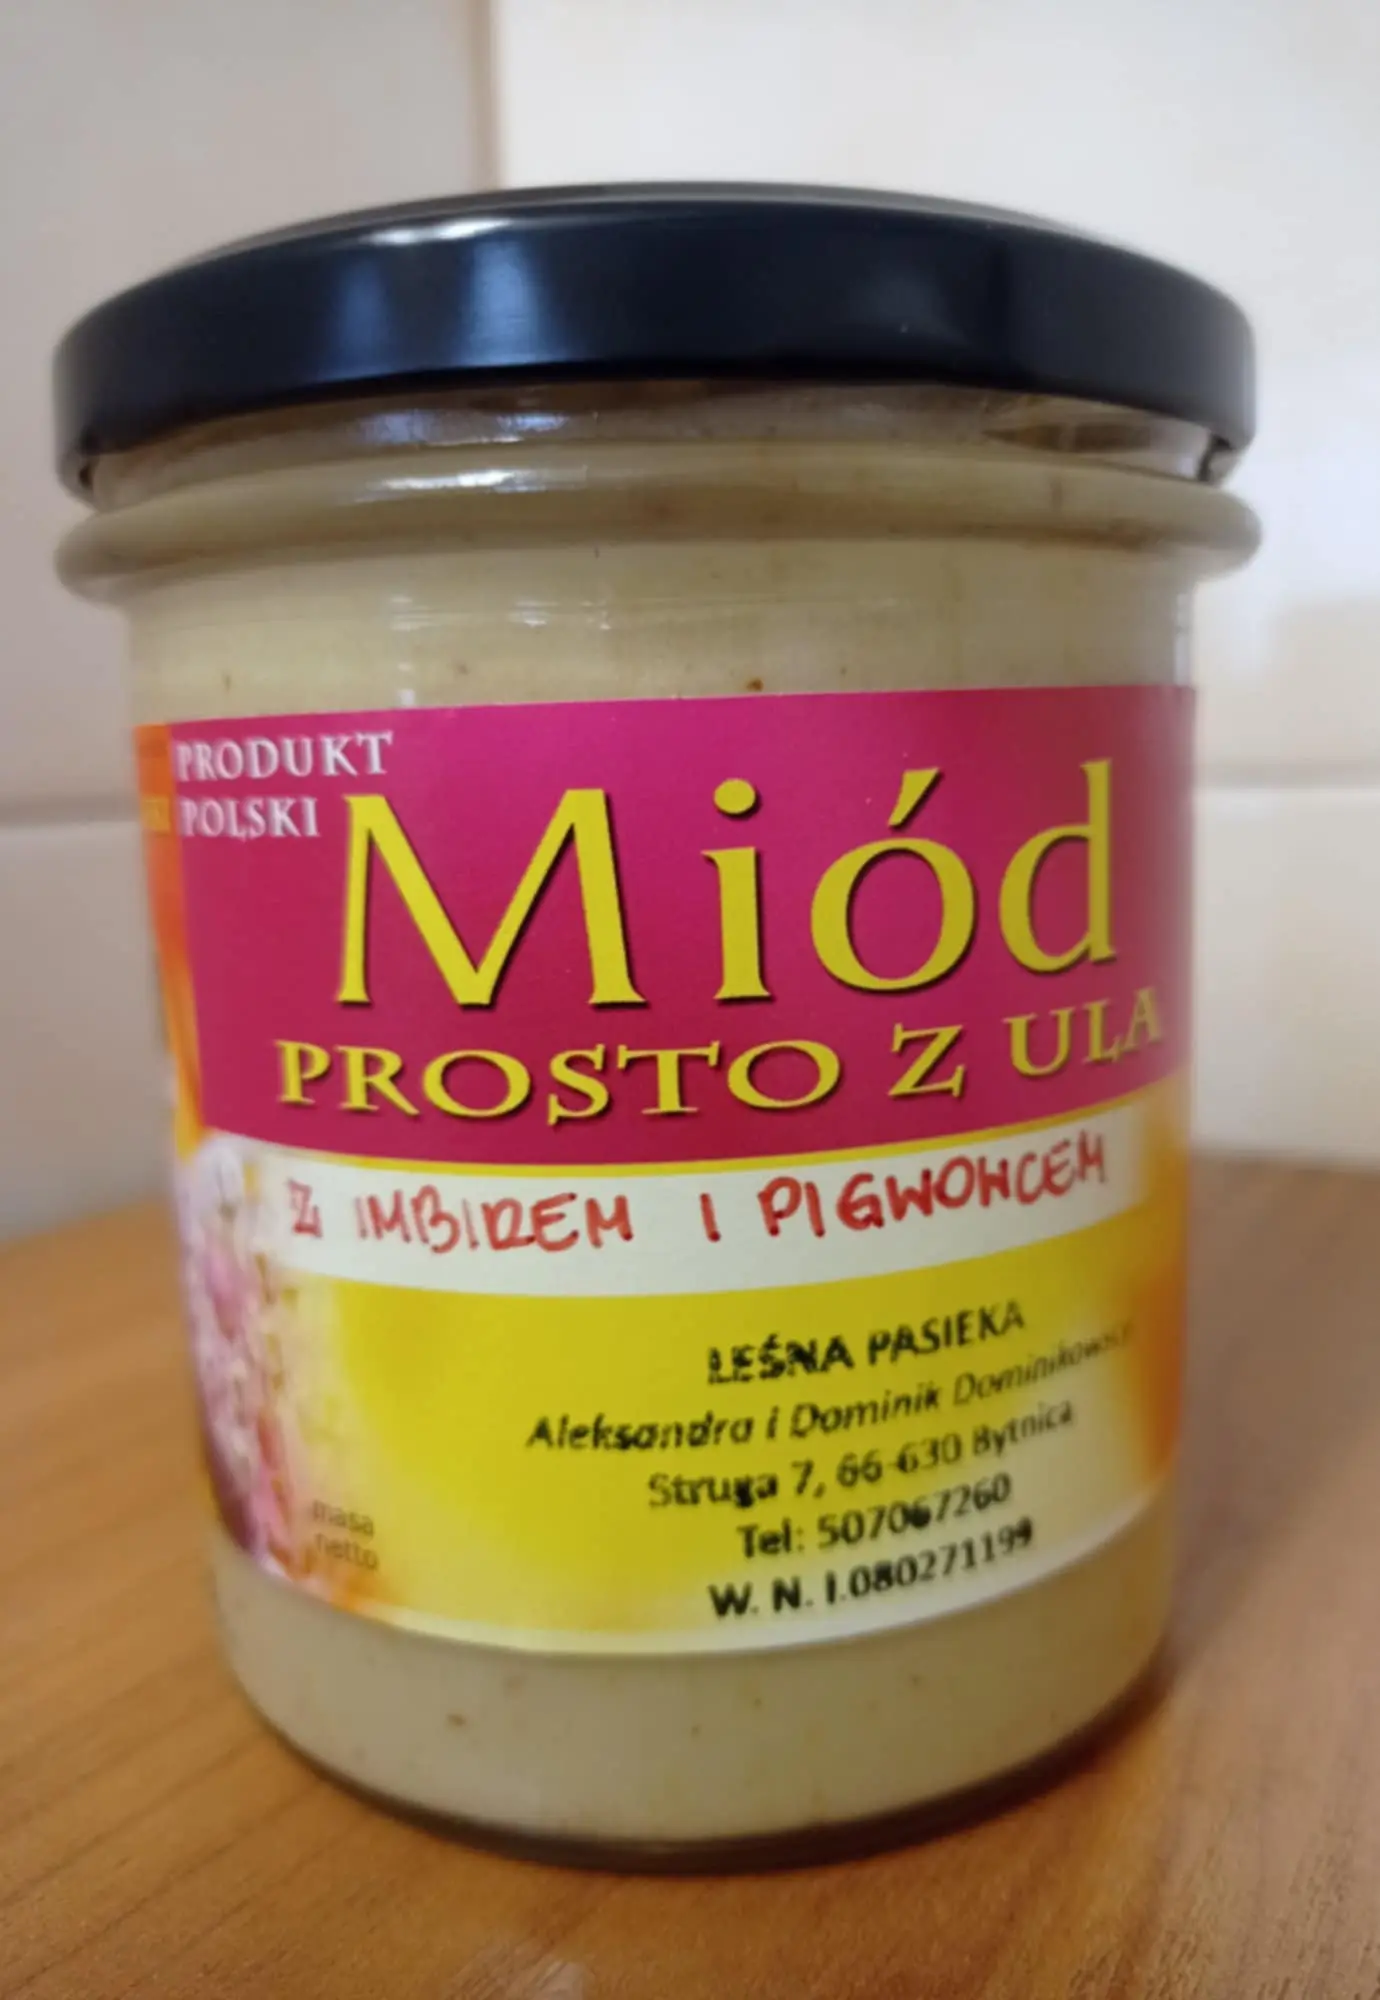 PRODUKT
POLSKI
Miód
PROSTO Z ULA
Z IMBIREM I PIGWOWCEM
LEŚNA PASIEKA
Aleksandra i Dominik
Struga 7, 66-630 Bytnica
Tel: 507067260
W. N. I.080271199
masa
netto